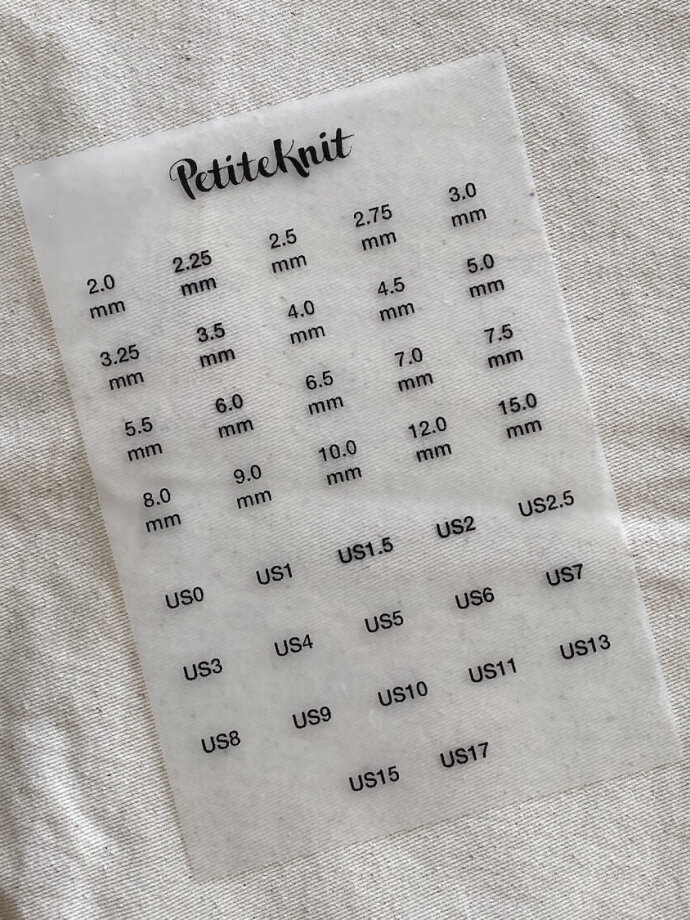 PetiteKnit
2.0 mm 2.25 mm 2.5 mm 2.75 mm 3.0 mm
3.25 mm 3.5 mm 4.0 mm 4.5 mm 5.0 mm
5.5 mm 6.0 mm 6.5 mm 7.0 mm 7.5 mm
8.0 mm 9.0 mm 10.0 mm 12.0 mm 15.0 mm
US0 US1 US1.5 US2 US2.5
US3 US4 US5 US6 US7
US8 US9 US10 US11 US13
US15 US17